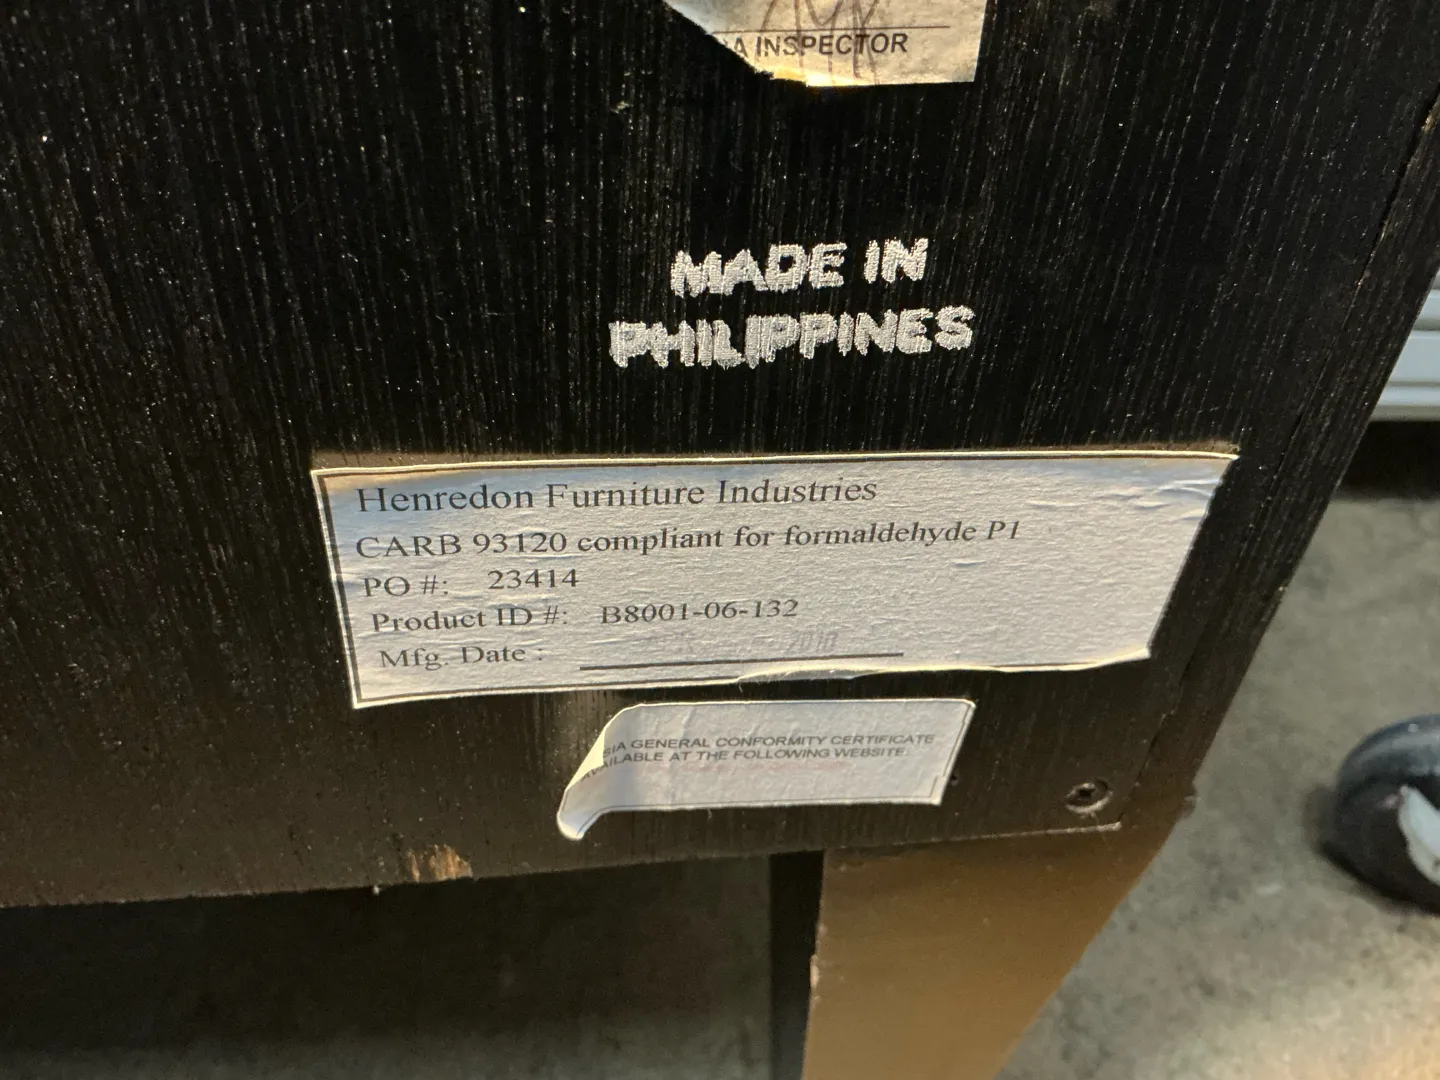 INSPECTOR
MADE IN
PHILIPPINES
Henredon Furniture Industries
CARB 93120 compliant for formaldehyde P1
PO #: 23414
Product ID #: B8001-06-132
Mfg. Date : 2010
GENERAL CONFORMITY CERTIFICATE
AT THE FOLLOWING WEBSITE: